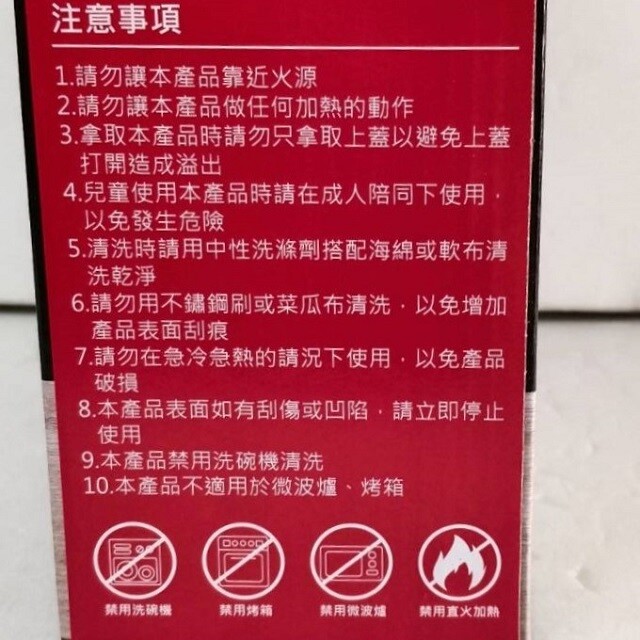 注意事項
1.請勿讓本產品靠近火源
2.請勿讓本產品做任何加熱的動作
3.拿取本產品時請勿只拿取上蓋以避免上蓋
打開造成溢出
4.兒童使用本產品時請在成人陪同下使用，
以免發生危險
5.清洗時請用中性洗滌劑搭配海綿或軟布清
洗乾淨
6.請勿用不鏽鋼刷或菜瓜布清洗，以免增加
產品表面刮痕
7.請勿在急冷急熱的請況下使用，以免產品
破損
8.本產品表面如有刮傷或凹陷，請立即停止
使用
9.本產品禁用洗碗機清洗
10.本產品不適用於微波爐、烤箱
禁用洗碗機 禁用烤箱 禁用微波爐 禁用直火加熱